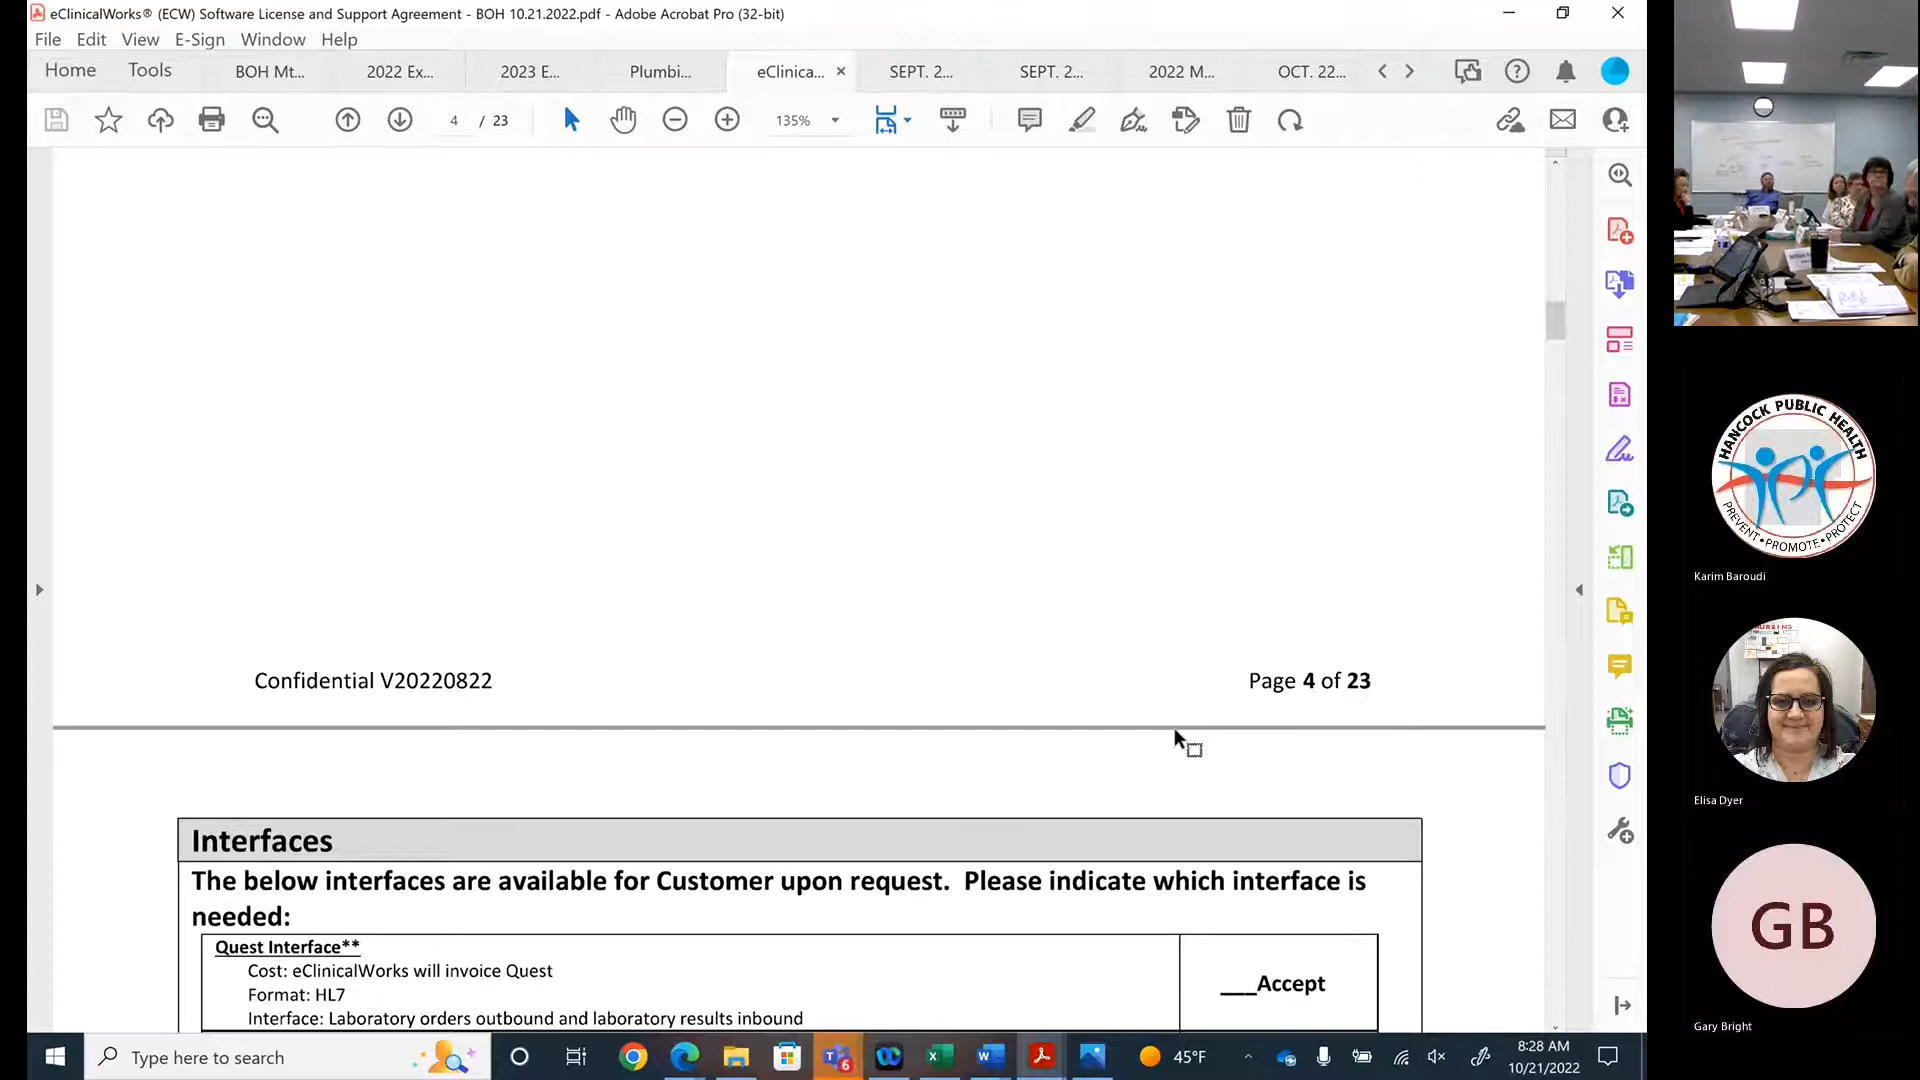 eClinicalWorks® (ECW) Software License and Support Agreement - BOH 10.21.2022.pdf - Adobe Acrobat Pro (32-bit)
File Edit View E-Sign Window Help
Home Tools BOH Mt... 2022 Ex... 2023 E... Plumbi... eClinica... SEPT. 2... SEPT. 2... 2022 M... OCT. 22...
4 / 23 135%
Confidential V20220822 Page 4 of 23
Interfaces
The below interfaces are available for Customer upon request. Please indicate which interface is
needed:
Quest Interface**
Cost: eClinicalWorks will invoice Quest
Format: HL7
Interface: Laboratory orders outbound and laboratory results inbound
___Accept
Type here to search
6
45°F
8:28 AM
10/21/2022
HANCOCK PUBLIC HEALTH
PREVENT • PROMOTE • PROTECT
Karim Baroudi
Elisa Dyer
GB
Gary Bright